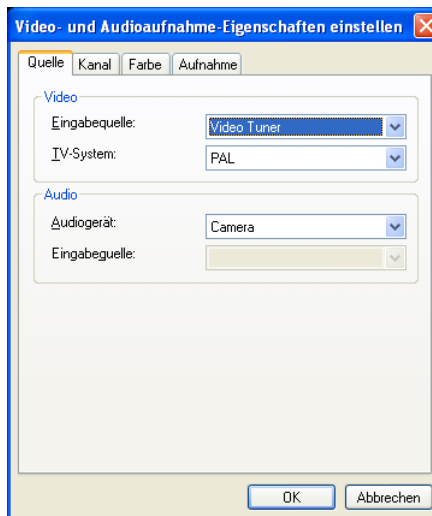 Video- und Audioaufnahme-Eigenschaften einstellen
Quelle Kanal Farbe Aufnahme
Video
Eingabequelle: Video Tuner
TV-System: PAL
Audio
Audiogerät: Camera
Eingabequelle:
OK Abbrechen